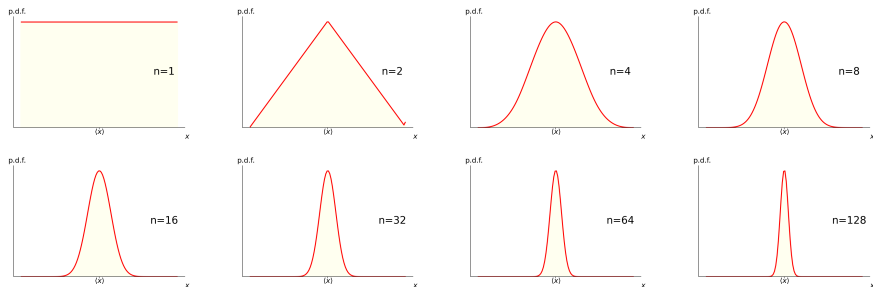 p.d.f.
n=1
⟨x⟩
x
p.d.f.
n=2
⟨x⟩
x
p.d.f.
n=4
⟨x⟩
x
p.d.f.
n=8
⟨x⟩
x
p.d.f.
n=16
⟨x⟩
x
p.d.f.
n=32
⟨x⟩
x
p.d.f.
n=64
⟨x⟩
x
p.d.f.
n=128
⟨x⟩
x